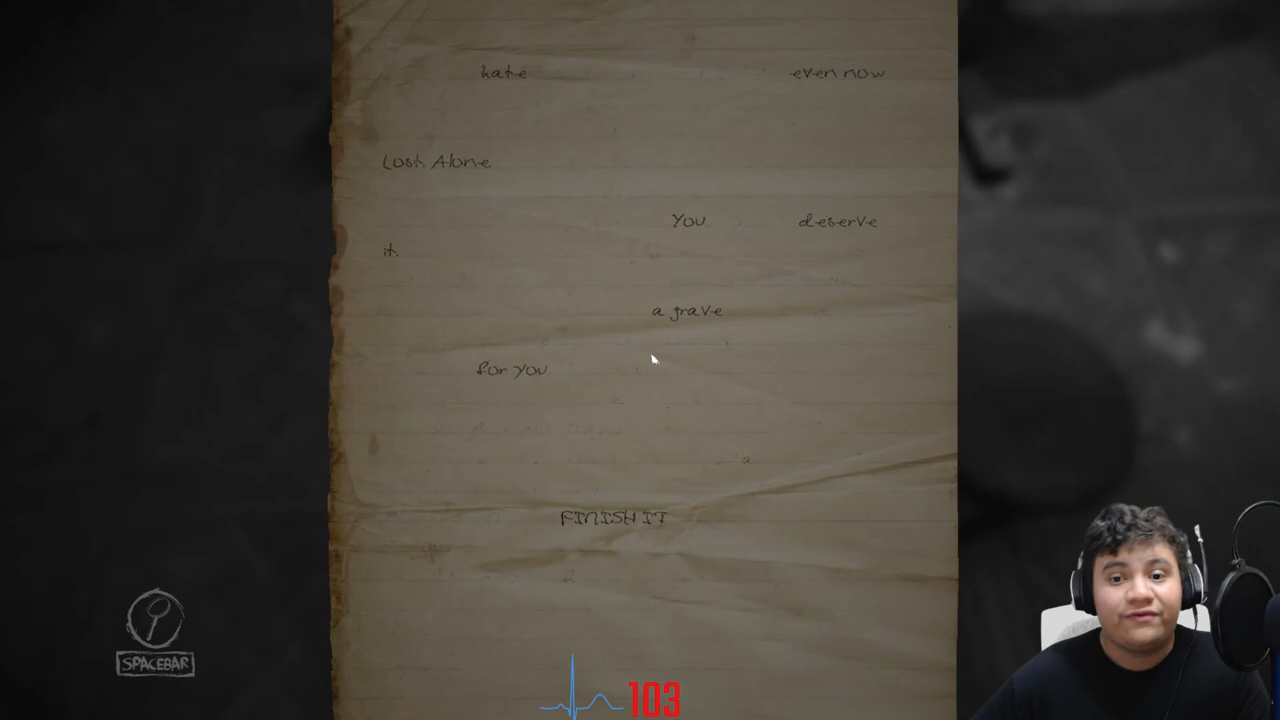 hate even now
Lost. Alone.
You deserve
it.
a grave
for you
a
FINISH IT
SPACEBAR
103